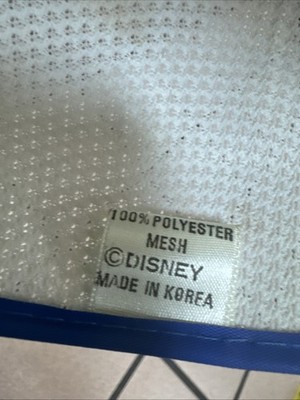 100% POLYESTER
MESH
©DISNEY
MADE IN KOREA